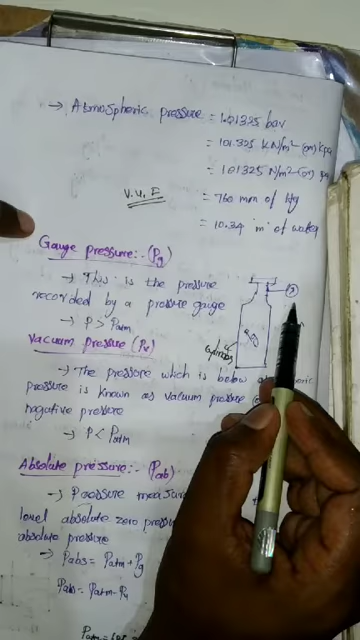 → Atmospheric pressure = 1.01325 bar
= 101.325 KN/m² (or) Kpa
= 101325 N/m² (or) pa
V.V.F
= 760 mm of Hg
= 10.34 'm' of water
Gauge pressure:- (Pg)
→ This is the pressure
recorded by a pressure gauge
→ P > Patm
Vacuum pressure (Pv)
→ The pressure which is below
pressure is known as vacuum pressure
nagative pressure
→ P < Patm
Absolute pressure:- (Pab)
→ Pressure
level absolute zero
absolute pressure
→ Pabs = Patm + Pg
Pabs = Patm - Pv